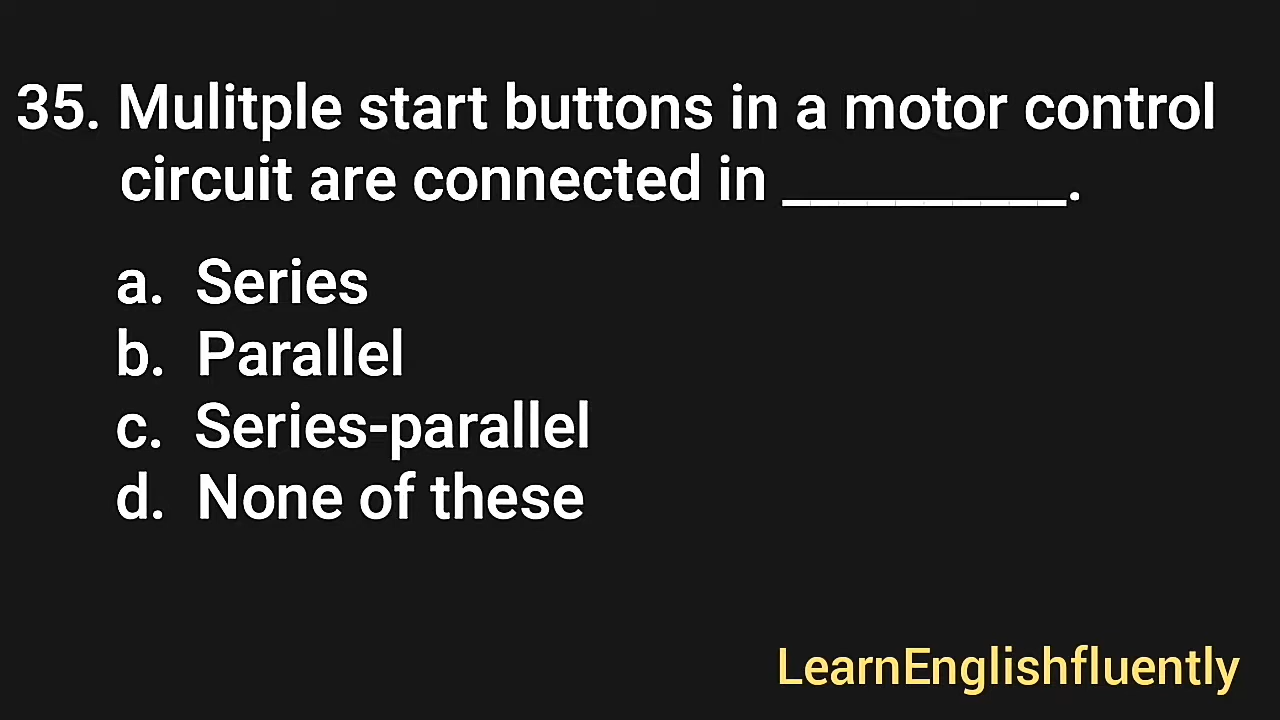 35. Mulitple start buttons in a motor control
circuit are connected in __________.
a. Series
b. Parallel
c. Series-parallel
d. None of these
LearnEnglishfluently